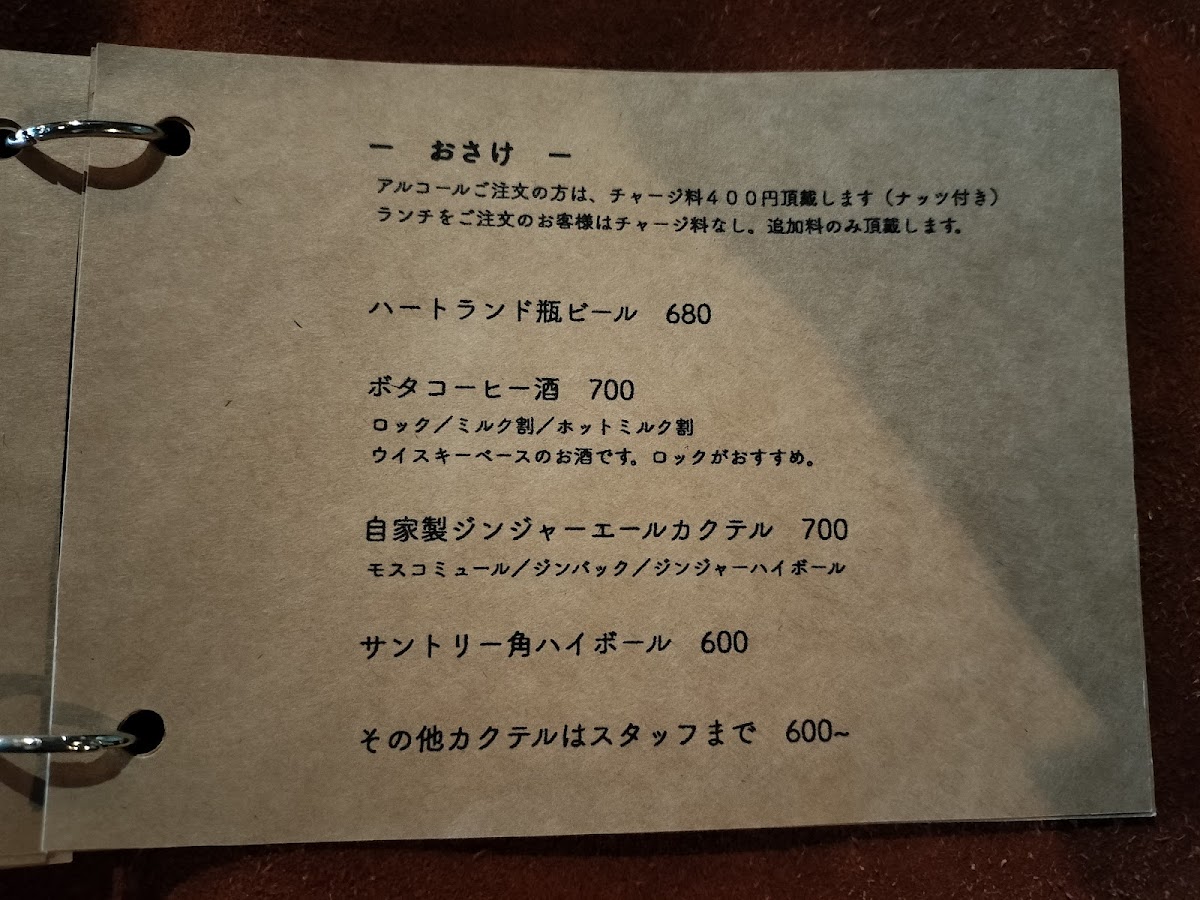 ー おさけ ー
アルコールご注文の方は、チャージ料４００円頂戴します（ナッツ付き）
ランチをご注文のお客様はチャージ料なし。追加料のみ頂戴します。
ハートランド瓶ビール 680
ボタコーヒー酒 700
ロック／ミルク割／ホットミルク割
ウイスキーベースのお酒です。ロックがおすすめ。
自家製ジンジャーエールカクテル 700
モスコミュール／ジンバック／ジンジャーハイボール
サントリー角ハイボール 600
その他カクテルはスタッフまで 600~